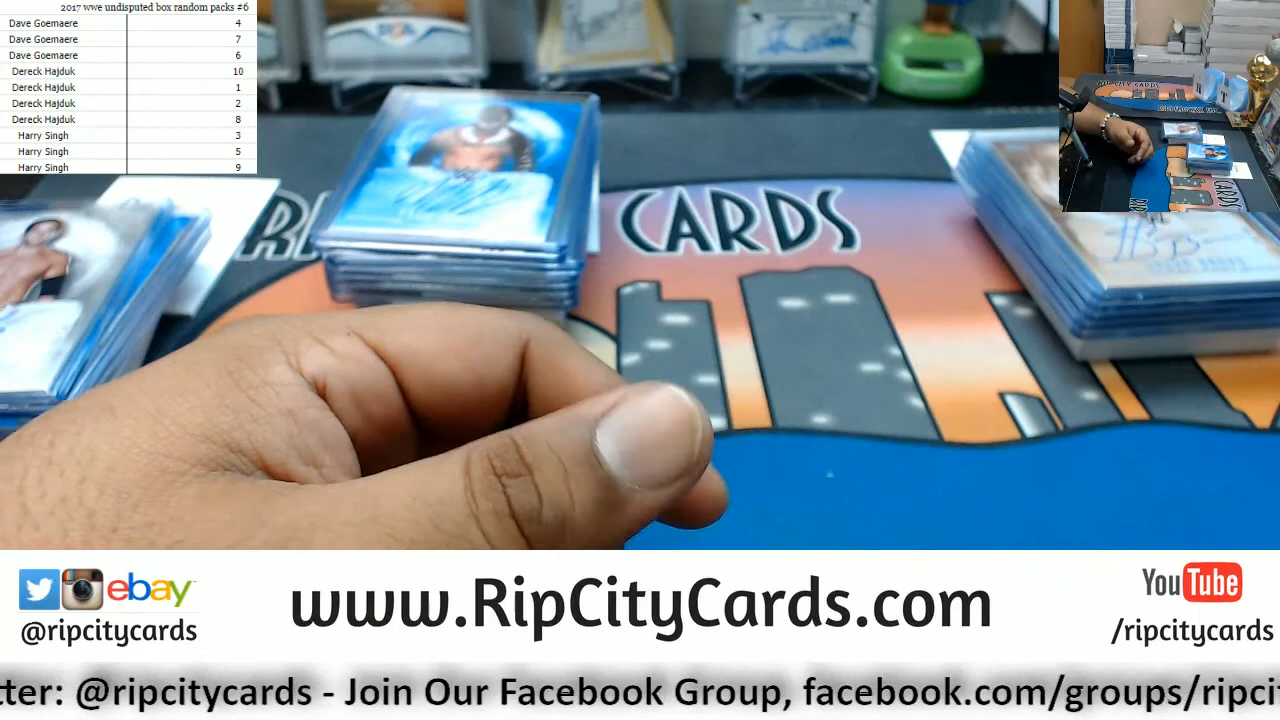 2017 wwe undisputed box random packs #6
Dave Goemaere 4
Dave Goemaere 7
Dave Goemaere 6
Dereck Hajduk 10
Dereck Hajduk 1
Dereck Hajduk 2
Dereck Hajduk 8
Harry Singh 3
Harry Singh 5
Harry Singh 9
CARDS
ebay
@ripcitycards
www.RipCityCards.com
YouTube
/ripcitycards
tter: @ripcitycards - Join Our Facebook Group, facebook.com/groups/ripci